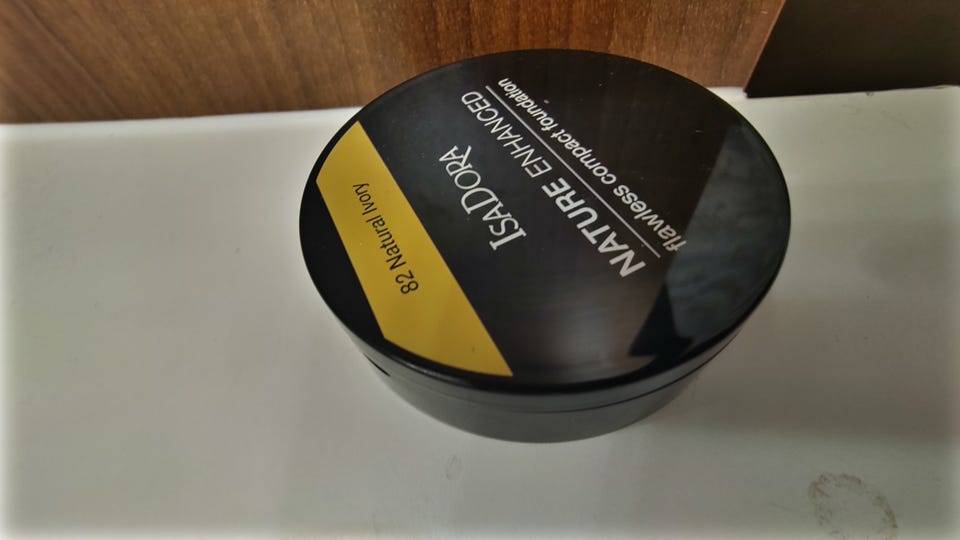 IsaDora
NATURE ENHANCED
flawless compact foundation
82 Natural Ivory